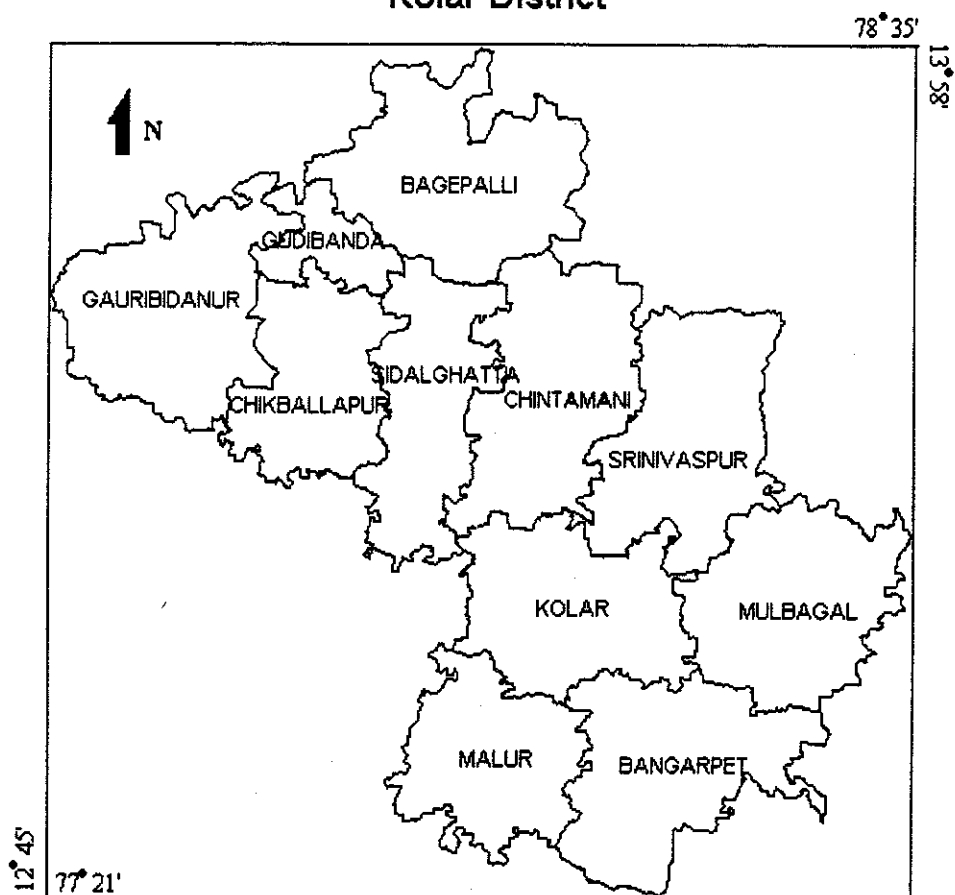 Kolar District
78°35'
13°58'
N
BAGEPALLI
GUDIBANDA
GAURIBIDANUR
SIDALGHATTA
CHIKBALLAPUR
CHINTAMANI
SRINIVASPUR
KOLAR
MULBAGAL
MALUR
BANGARPET
12°45'
77°21'